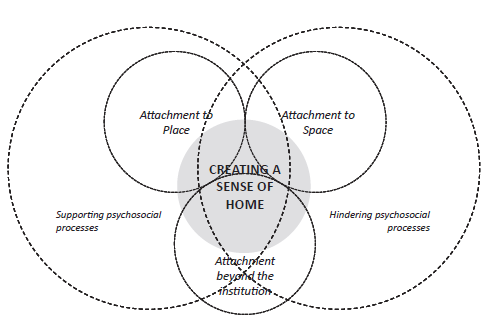 Attachment to
Place
Attachment to
Space
CREATING A
SENSE OF
HOME
Supporting psychosocial
processes
Hindering psychosocial
processes
Attachment
beyond the
institution